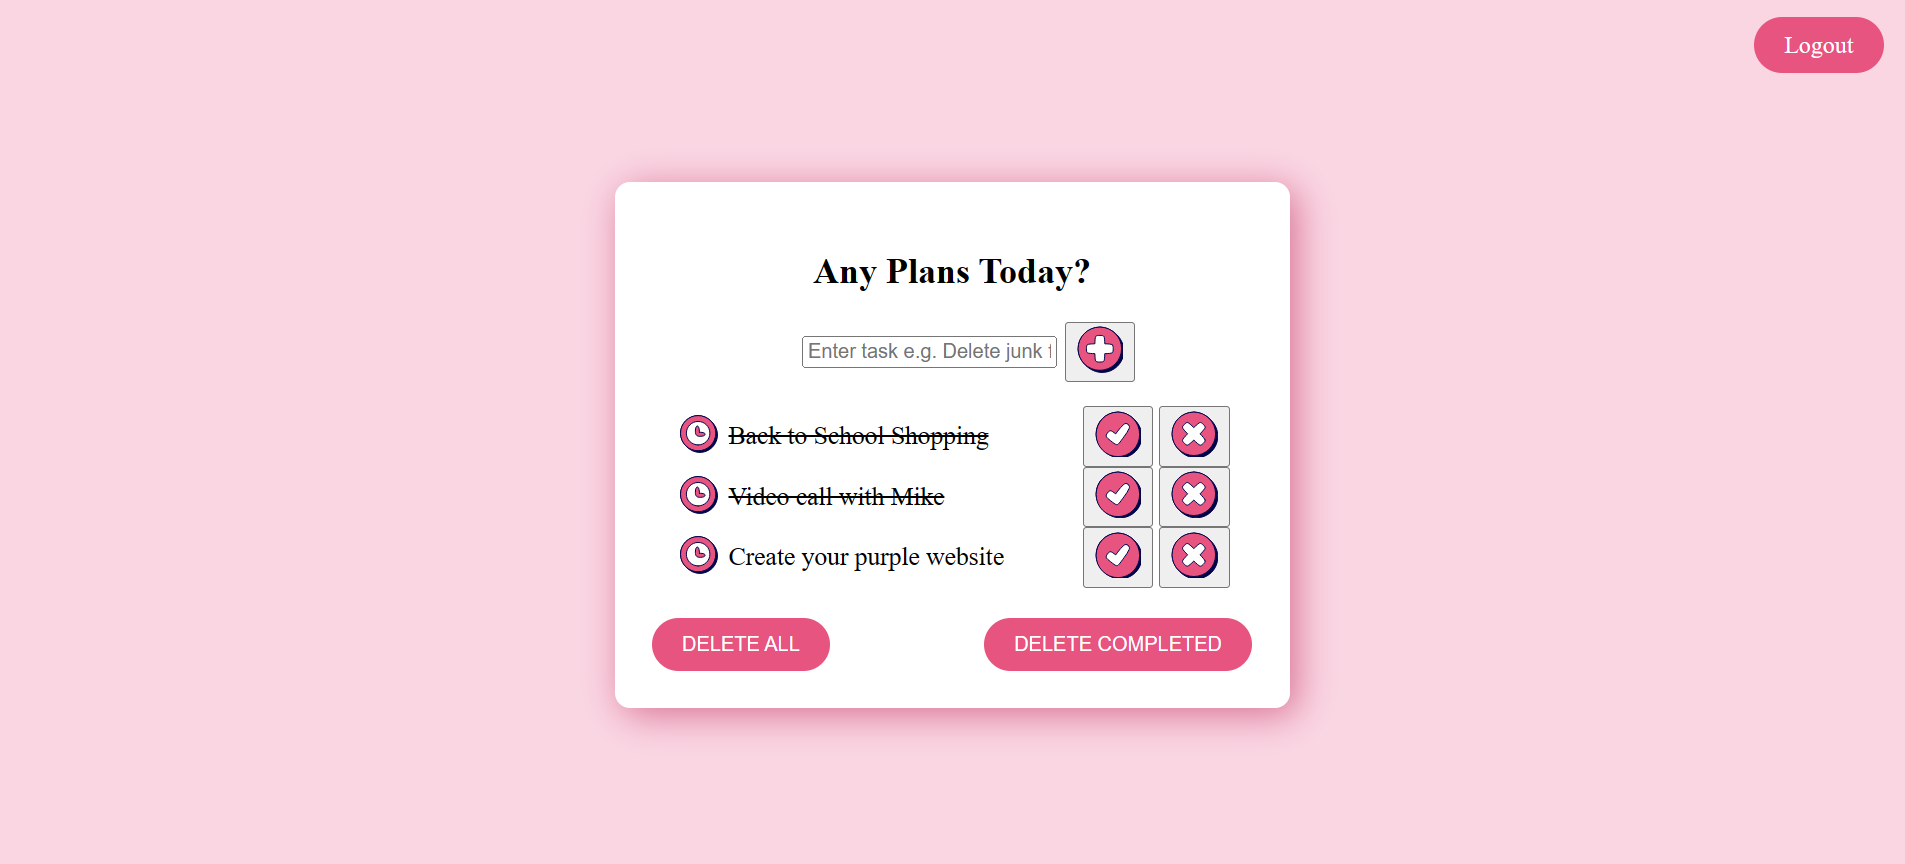 Logout
Any Plans Today?
Enter task e.g. Delete junk
Back to School Shopping
Video call with Mike
Create your purple website
DELETE ALL
DELETE COMPLETED